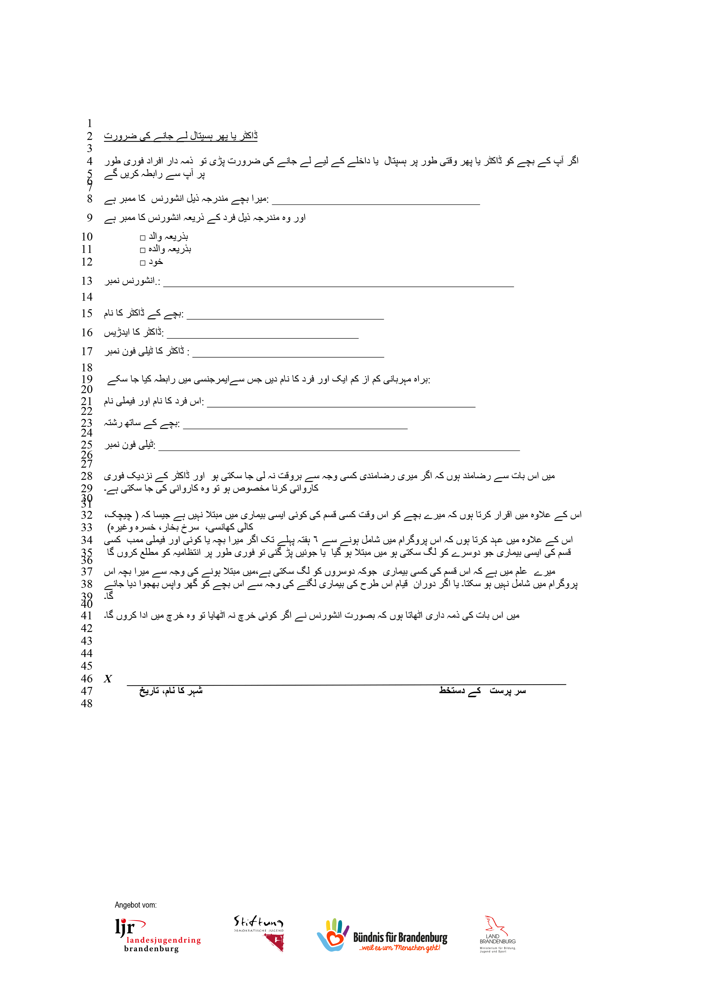 1
2 ڈاکٹر یا پھر ہسپتال لے جانے کی ضرورت
3
4 اگر آپ کے بچے کو ڈاکٹر یا پھر وقتی طور پر ہسپتال یا داخلے کے لیے لے جانے کی ضرورت پڑی تو ذمہ دار افراد فوری طور
5 پر آپ سے رابطہ کریں گے
6
7
8 میرا بچے مندرجہ ذیل انشورنس کا ممبر ہے: ____________________
9 اور وہ مندرجہ ذیل فرد کے ذریعہ انشورنس کا ممبر ہے
10 □ بذریعہ والد
11 □ بذریعہ والدہ
12 □ خود
13 انشورنس نمبر.: ____________________
14
15 بچے کے ڈاکٹر کا نام: ____________________
16 ڈاکٹر کا ایدڑیس: ____________________
17 ڈاکٹر کا ٹیلی فون نمبر : ____________________
18
19 براہ مہربانی کم از کم ایک اور فرد کا نام دیں جس سےایمرجنسی میں رابطہ کیا جا سکے:
20
21 اس فرد کا نام اور فیملی نام: ____________________
22
23 بچے کے ساتھ رشتہ: ____________________
24
25 ٹیلی فون نمبر: ____________________
26
27
28 میں اس بات سے رضامند ہوں کہ اگر میری رضامندی کسی وجہ سے بروقت نہ لی جا سکتی ہو اور ڈاکٹر کے نزدیک فوری
29 کاروائی کرنا مخصوص ہو تو وہ کاروائی کی جا سکتی ہے۔
30
31
32 اس کے علاوہ میں اقرار کرتا ہوں کہ میرے بچے کو اس وقت کسی قسم کی کوئی ایسی بیماری میں مبتلا نہیں ہے جیسا کہ ( چیچک،
33 کالی کھانسی، سرخ بخار، خسرہ وغیرہ)
34 اس کے علاوہ میں عہد کرتا ہوں کہ اس پروگرام میں شامل ہونے سے ٦ ہفتہ پہلے تک اگر میرا بچہ یا کوئی اور فیملی ممب کسی
35 قسم کی ایسی بیماری جو دوسرے کو لگ سکتی ہو میں مبتلا ہو گیا یا جوئیں پڑ گئی تو فوری طور پر انتظامیہ کو مطلع کروں گا
36
37 میرے علم میں ہے کہ اس قسم کی کسی بیماری جوکہ دوسروں کو لگ سکتی ہے،میں مبتلا ہونے کی وجہ سے میرا بچہ اس
38 پروگرام میں شامل نہیں ہو سکتا۔ یا اگر دوران قیام اس طرح کی بیماری لگنے کی وجہ سے اس بچے کو گھر واپس بھجوا دیا جائے
39 گا۔
40
41 میں اس بات کی ذمہ داری اٹھاتا ہوں کہ بصورت انشورنس نے اگر کوئی خرچ نہ اٹھایا تو وہ خرچ میں ادا کروں گا۔
42
43
44
45
46 X ____________________
47 شہر کا نام، تاریخ سر پرست کے دستخط
48
Angebot vom:
ljr
landesjugendring
brandenburg
Stiftung
DEMOKRATISCHE JUGEND
Bündnis für Brandenburg
...weil es um Menschen geht!
LAND
BRANDENBURG
Ministerium für Bildung,
Jugend und Sport